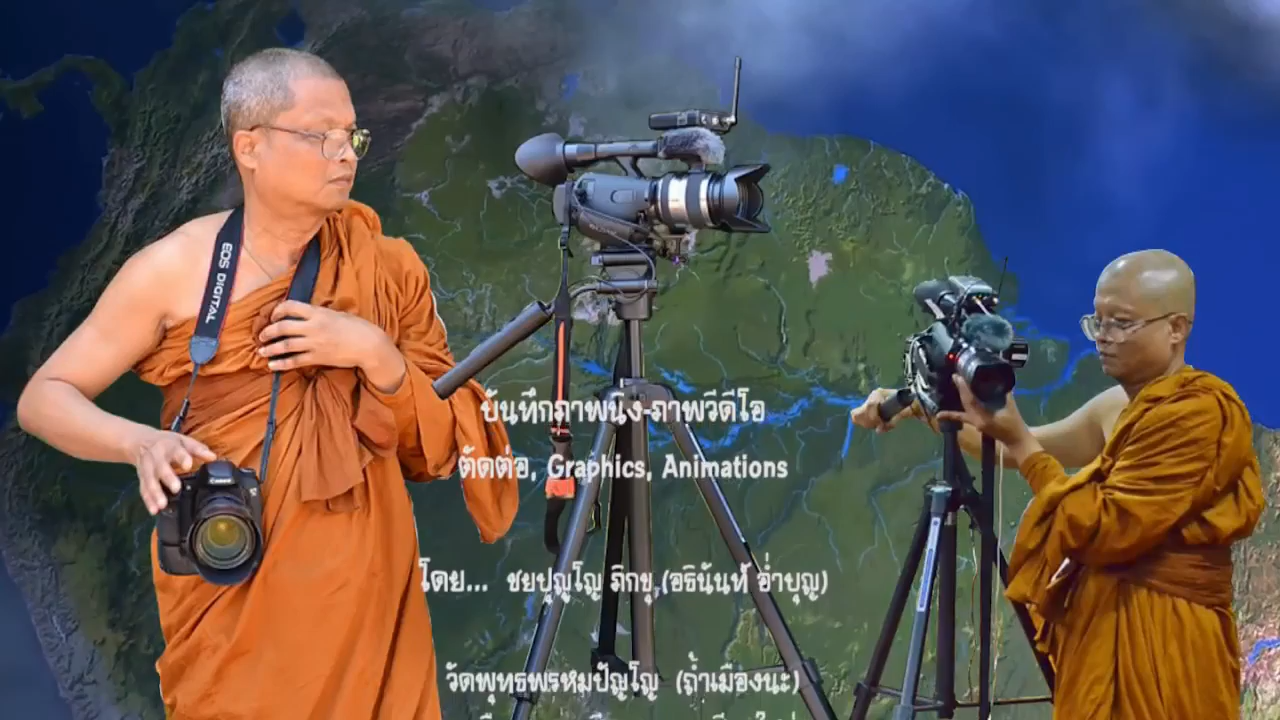 EOS DIGITAL
Canon
บันทึกภาพนิ่ง-ภาพวีดีโอ
ตัดต่อ, Graphics, Animations
โดย... ชยปุญฺโญ ภิกขุ,(อธินันท์ อ่ำบุญ)
วัดพุทธพรหมปัญโญ (ถ้ำเมืองนะ)